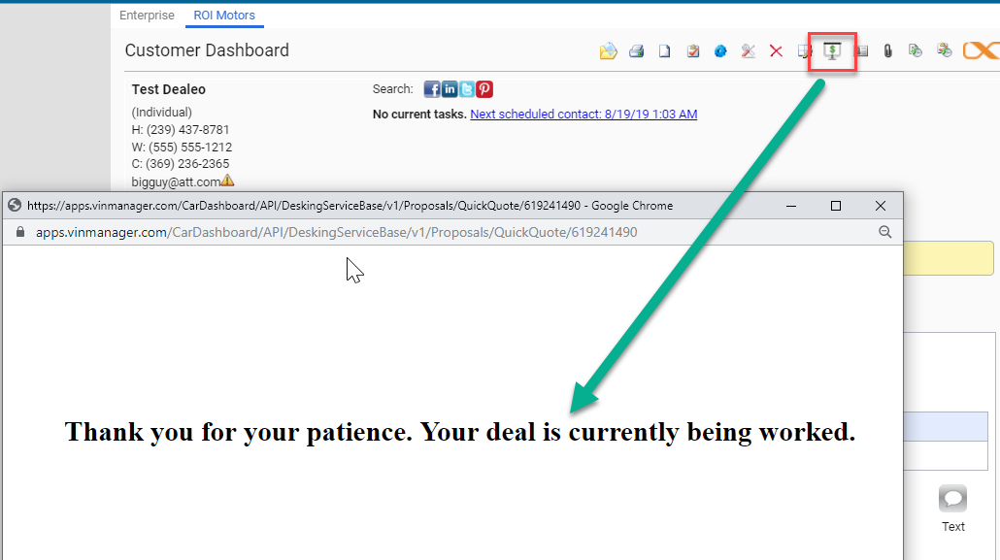 Enterprise ROI Motors
Customer Dashboard
Test Dealeo
(Individual)
H: (239) 437-8781
W: (555) 555-1212
C: (369) 236-2365
bigguy@att.com
Search:
No current tasks. Next scheduled contact: 8/19/19 1:03 AM
https://apps.vinmanager.com/CarDashboard/API/DeskingServiceBase/v1/Proposals/QuickQuote/619241490 - Google Chrome
apps.vinmanager.com/CarDashboard/API/DeskingServiceBase/v1/Proposals/QuickQuote/619241490
Thank you for your patience. Your deal is currently being worked.
Text